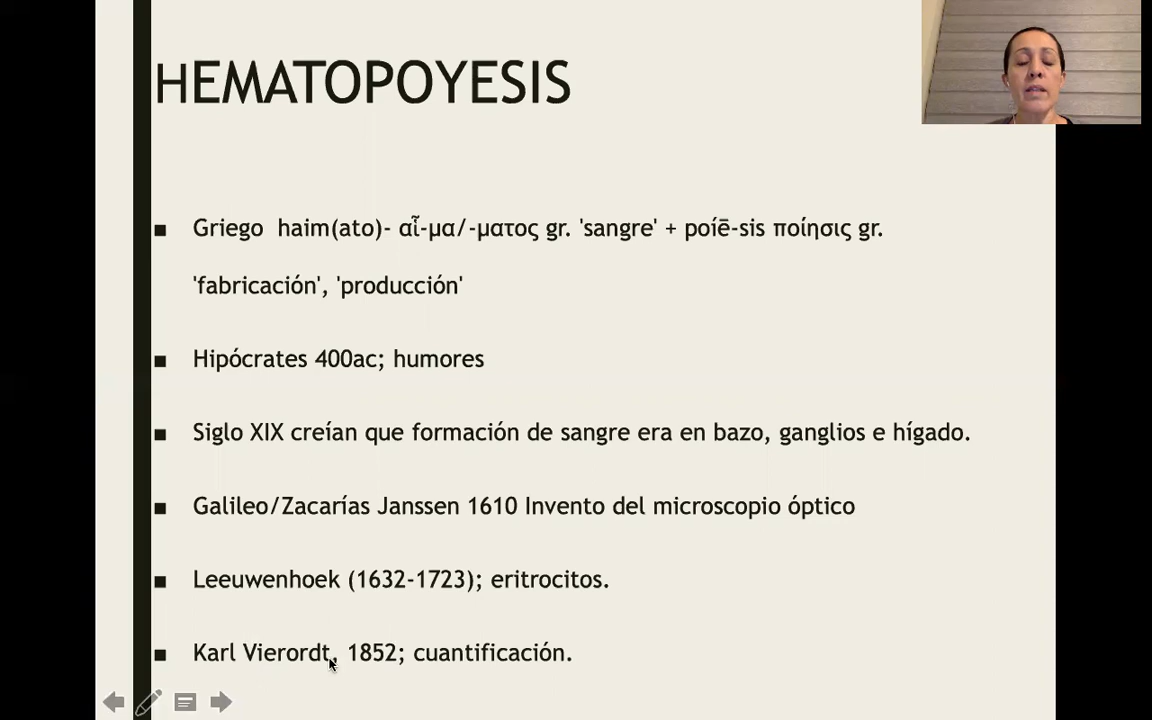 HEMATOPOYESIS
■ Griego haim(ato)- αἷ-μα/-ματος gr. 'sangre' + poíē-sis ποίησις gr.
'fabricación', 'producción'
■ Hipócrates 400ac; humores
■ Siglo XIX creían que formación de sangre era en bazo, ganglios e hígado.
■ Galileo/Zacarías Janssen 1610 Invento del microscopio óptico
■ Leeuwenhoek (1632-1723); eritrocitos.
■ Karl Vierordt, 1852; cuantificación.